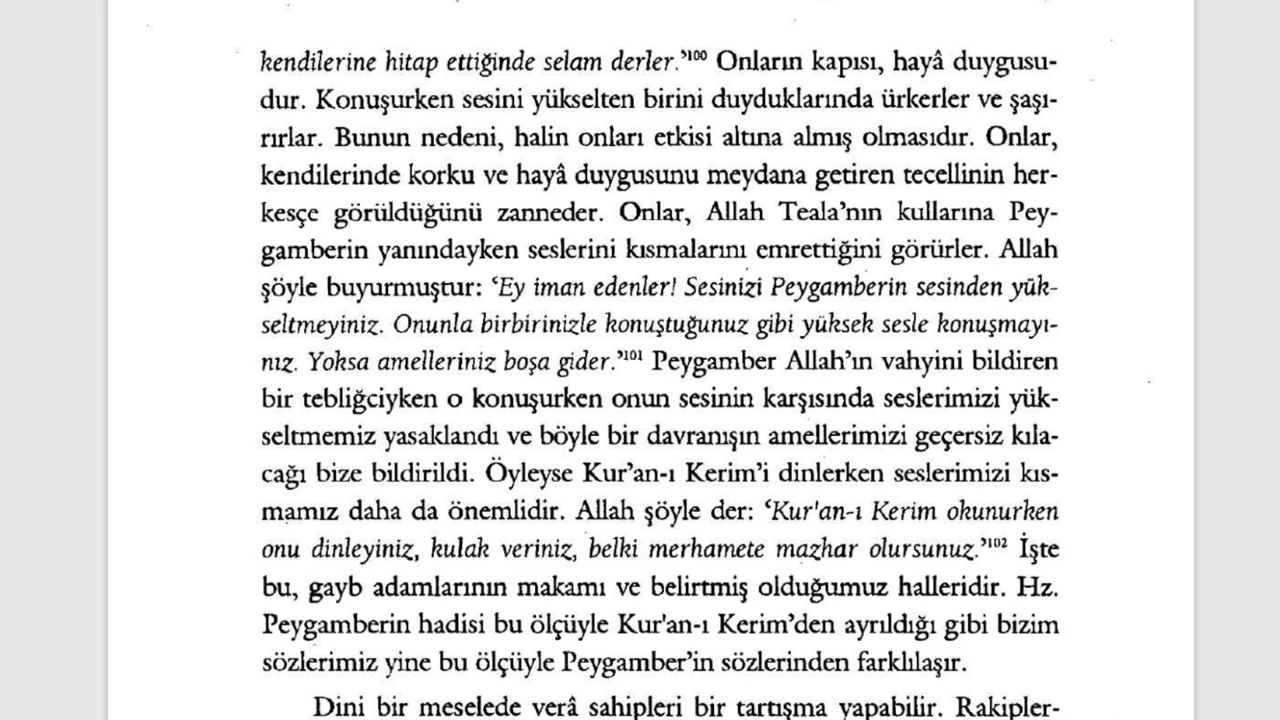 kendilerine hitap ettiğinde selam derler.’¹⁰⁰ Onların kapısı, hayâ duygusu-
dur. Konuşurken sesini yükselten birini duyduklarında ürkerler ve şaşı-
rırlar. Bunun nedeni, halin onları etkisi altına almış olmasıdır. Onlar,
kendilerinde korku ve hayâ duygusunu meydana getiren tecellinin her-
kesçe görüldüğünü zanneder. Onlar, Allah Teala’nın kullarına Pey-
gamberin yanındayken seslerini kısmalarını emrettiğini görürler. Allah
şöyle buyurmuştur: ‘Ey iman edenler! Sesinizi Peygamberin sesinden yük-
seltmeyiniz. Onunla birbirinizle konuştuğunuz gibi yüksek sesle konuşmayı-
nız. Yoksa amelleriniz boşa gider.’¹⁰¹ Peygamber Allah’ın vahyini bildiren
bir tebliğciyken o konuşurken onun sesinin karşısında seslerimizi yük-
seltmemiz yasaklandı ve böyle bir davranışın amellerimizi geçersiz kıla-
cağı bize bildirildi. Öyleyse Kur’an-ı Kerim’i dinlerken seslerimizi kıs-
mamız daha da önemlidir. Allah şöyle der: ‘Kur'an-ı Kerim okunurken
onu dinleyiniz, kulak veriniz, belki merhamete mazhar olursunuz.’¹⁰² İşte
bu, gayb adamlarının makamı ve belirtmiş olduğumuz halleridir. Hz.
Peygamberin hadisi bu ölçüyle Kur'an-ı Kerim’den ayrıldığı gibi bizim
sözlerimiz yine bu ölçüyle Peygamber’in sözlerinden farklılaşır.
Dini bir meselede verâ sahipleri bir tartışma yapabilir. Rakipler-